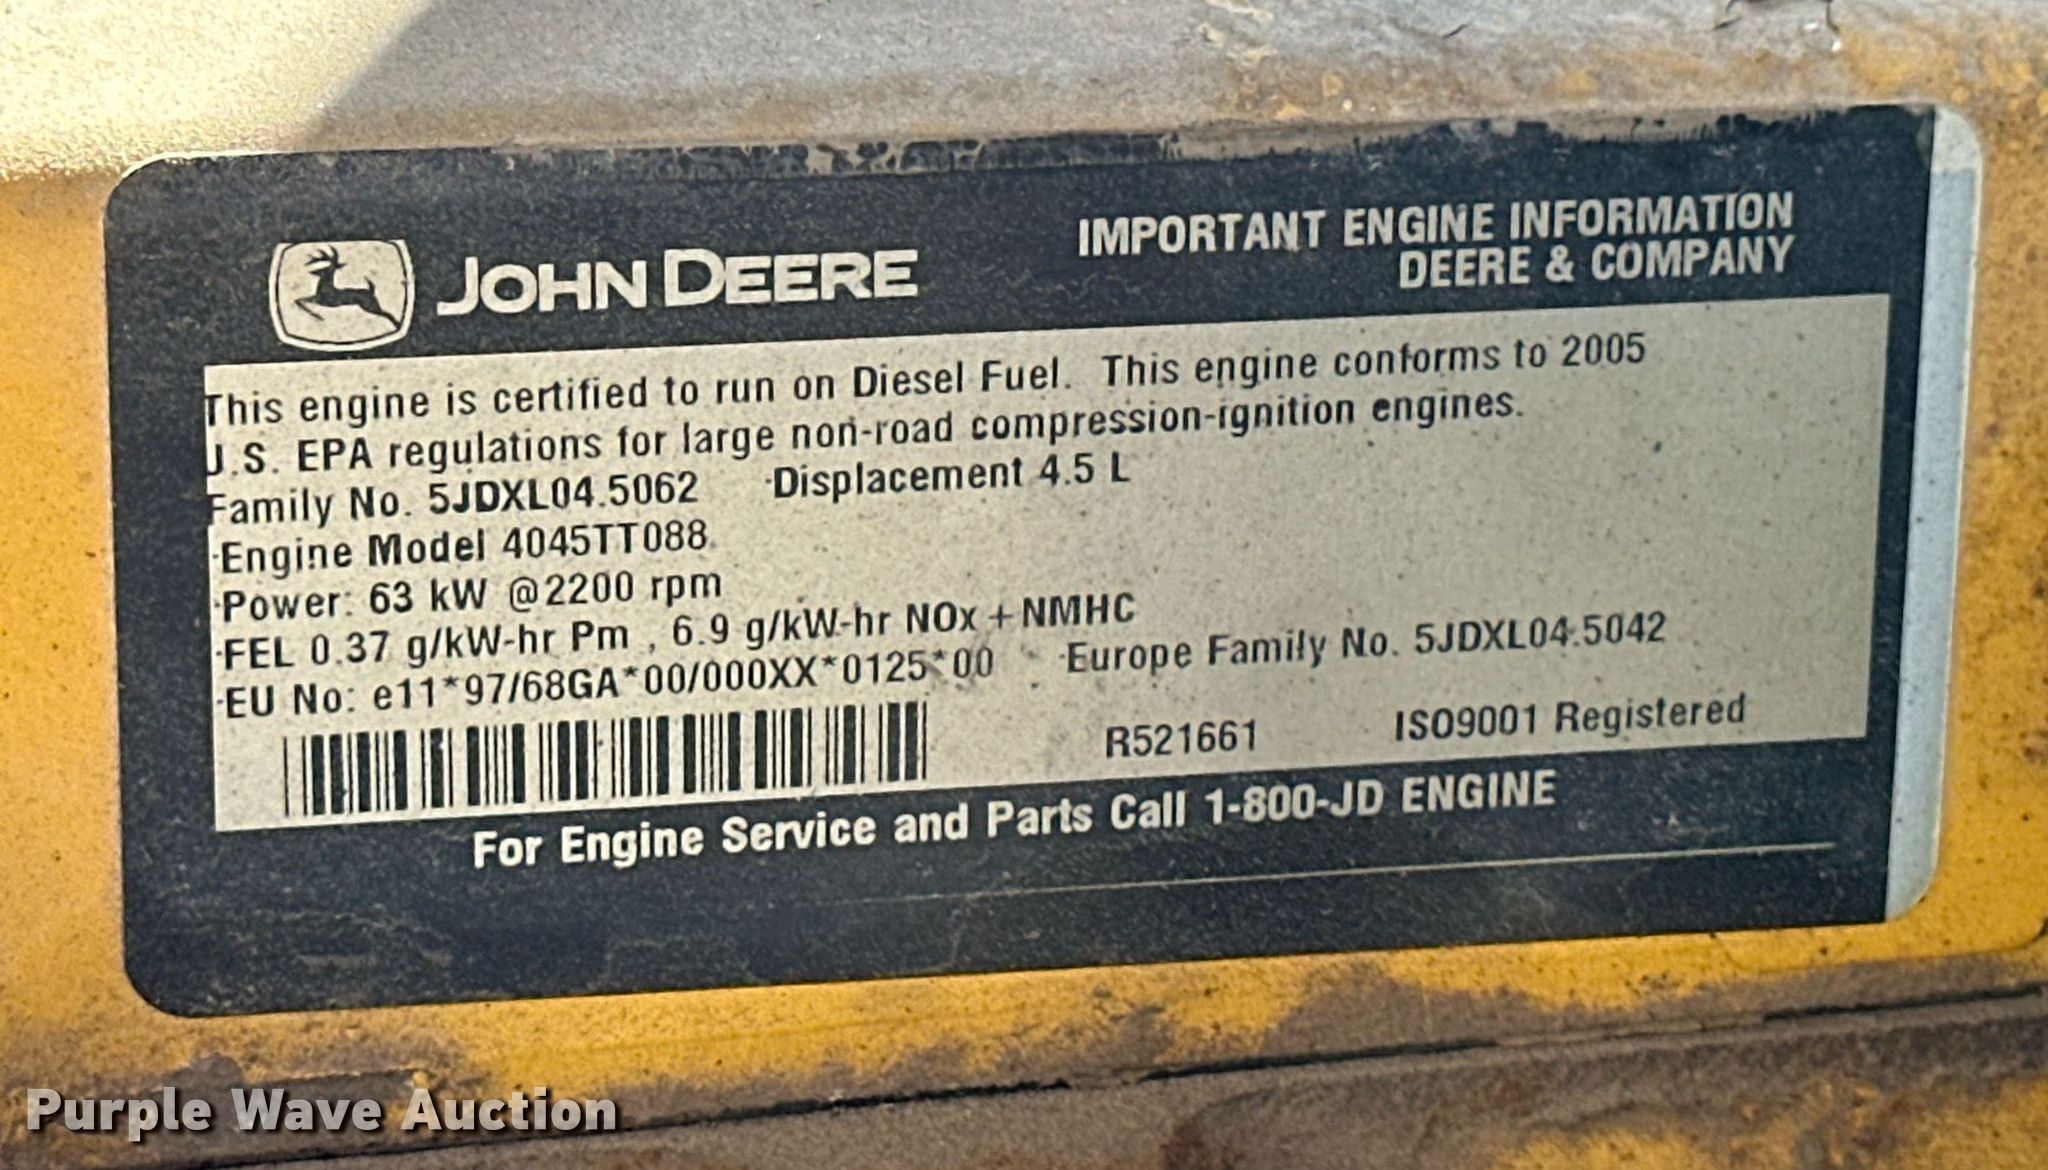 JOHN DEERE
IMPORTANT ENGINE INFORMATION
DEERE & COMPANY
This engine is certified to run on Diesel Fuel. This engine conforms to 2005
U.S. EPA regulations for large non-road compression-ignition engines.
Family No. 5JDXL04.5062 Displacement 4.5 L
Engine Model 4045TT088
Power: 63 kW @2200 rpm
FEL 0.37 g/kW-hr Pm , 6.9 g/kW-hr NOx + NMHC
EU No: e11*97/68GA*00/000XX*0125*00 Europe Family No. 5JDXL04.5042
R521661 ISO9001 Registered
For Engine Service and Parts Call 1-800-JD ENGINE
Purple Wave Auction